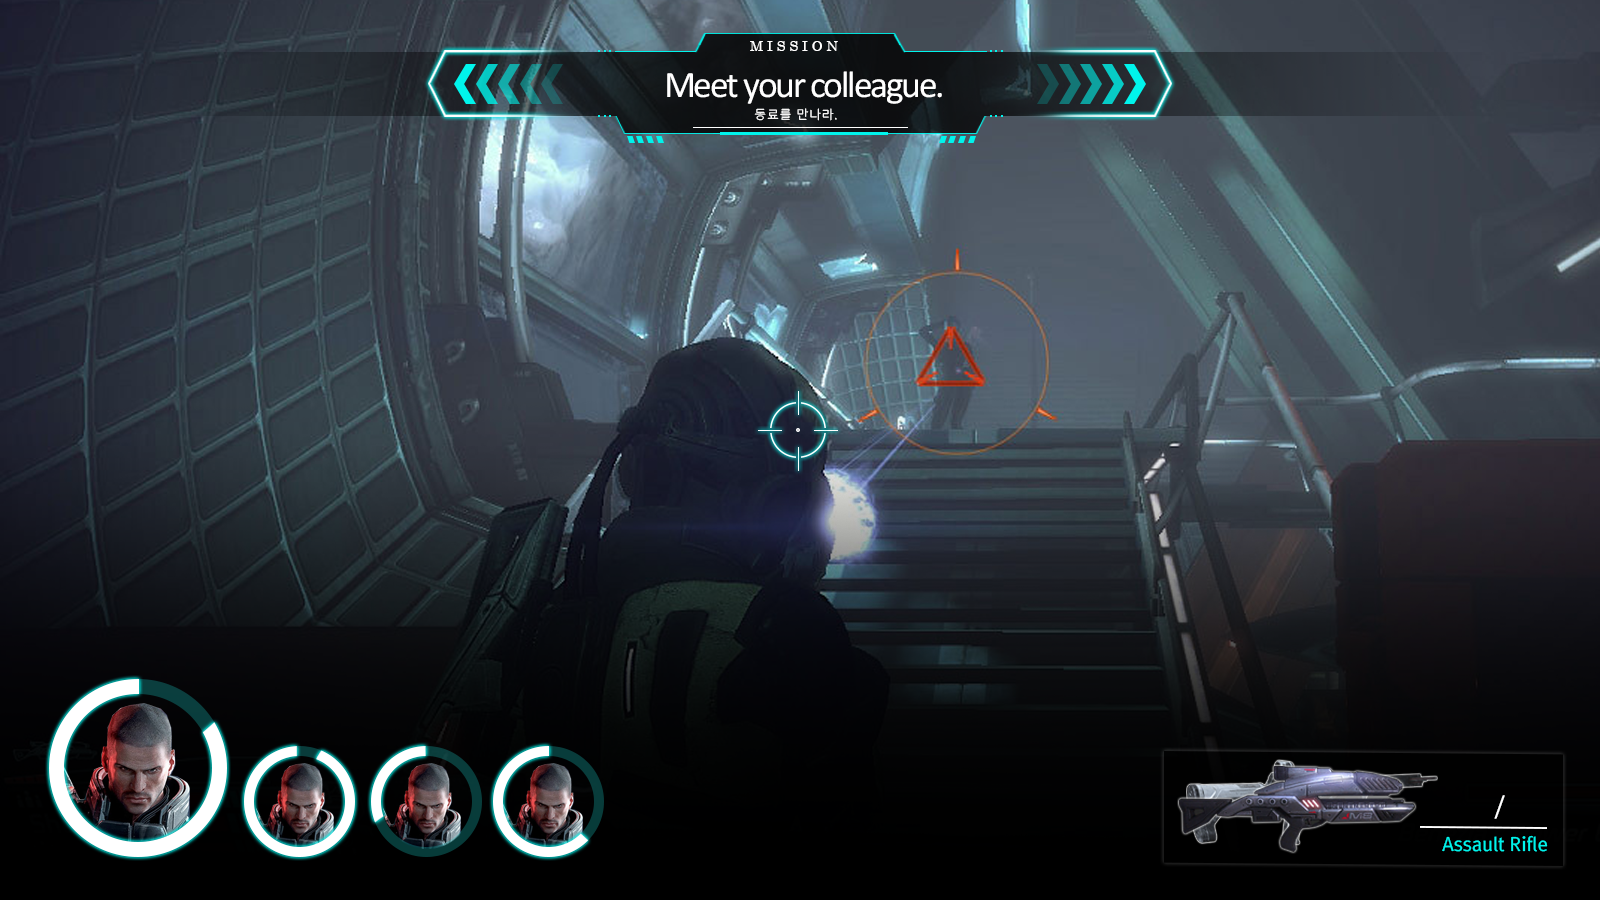 MISSION
Meet your colleague.
동료를 만나라.
/
Assault Rifle